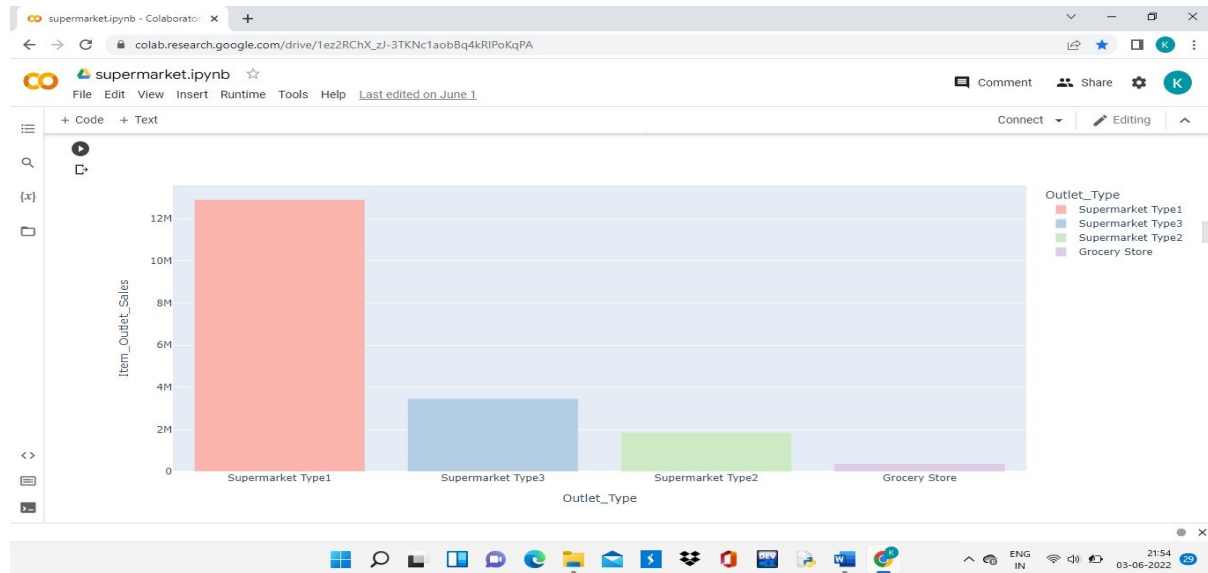 supermarket.ipynb - Colaborator
colab.research.google.com/drive/1ez2RChX_zJ-3TKNc1aobBq4kRlPoKqPA
K
supermarket.ipynb
Comment Share K
File Edit View Insert Runtime Tools Help Last edited on June 1
+ Code + Text Connect Editing
{x}
Outlet_Type
Supermarket Type1
Supermarket Type3
Supermarket Type2
Grocery Store
12M
10M
8M
6M
4M
2M
0
Item_Outlet_Sales
Supermarket Type1 Supermarket Type3 Supermarket Type2 Grocery Store
Outlet_Type
<>
ENG 21:54
IN 03-06-2022 29
DEV